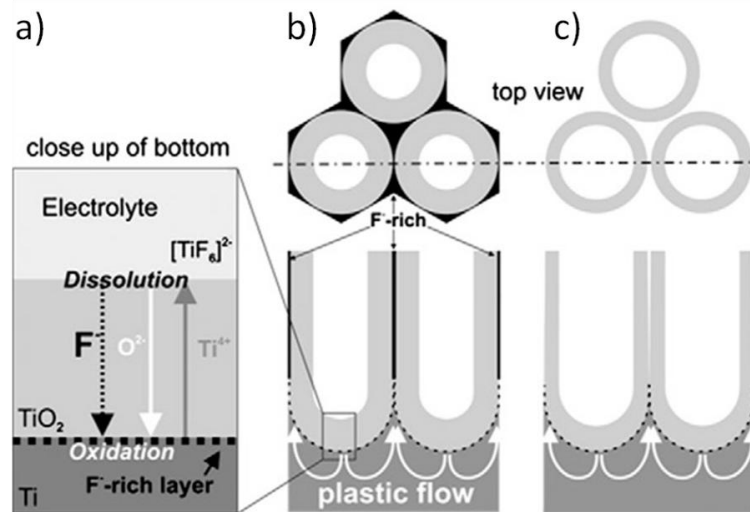 a)
b)
c)
top view
close up of bottom
Electrolyte
[TiF₆]²⁻
Dissolution
F⁻
O²⁻
Ti⁴⁺
TiO₂
Oxidation
Ti
F⁻-rich layer
F⁻-rich
plastic flow